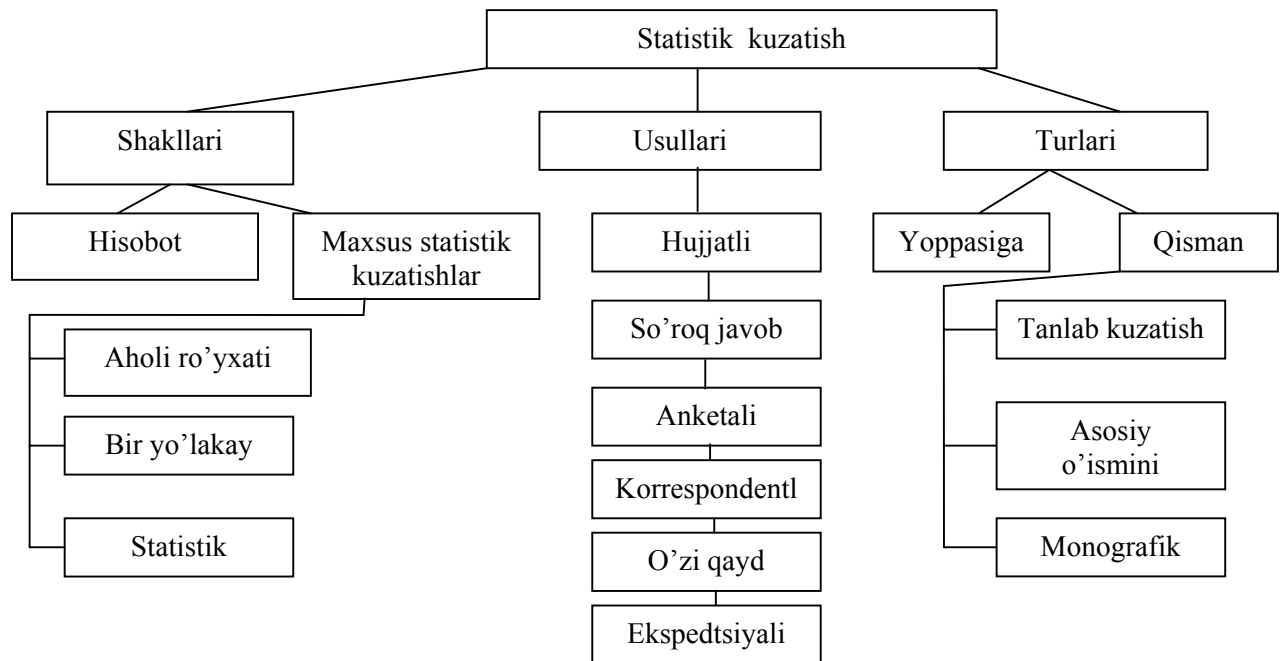 Statistik kuzatish
Shakllari
Usullari
Turlari
Hisobot
Maxsus statistik
kuzatishlar
Hujjatli
Yoppasiga
Qisman
So’roq javob
Tanlab kuzatish
Aholi ro’yxati
Anketali
Asosiy
o’ismini
Bir yo’lakay
Korrespondentl
Statistik
O’zi qayd
Monografik
Ekspedtsiyali